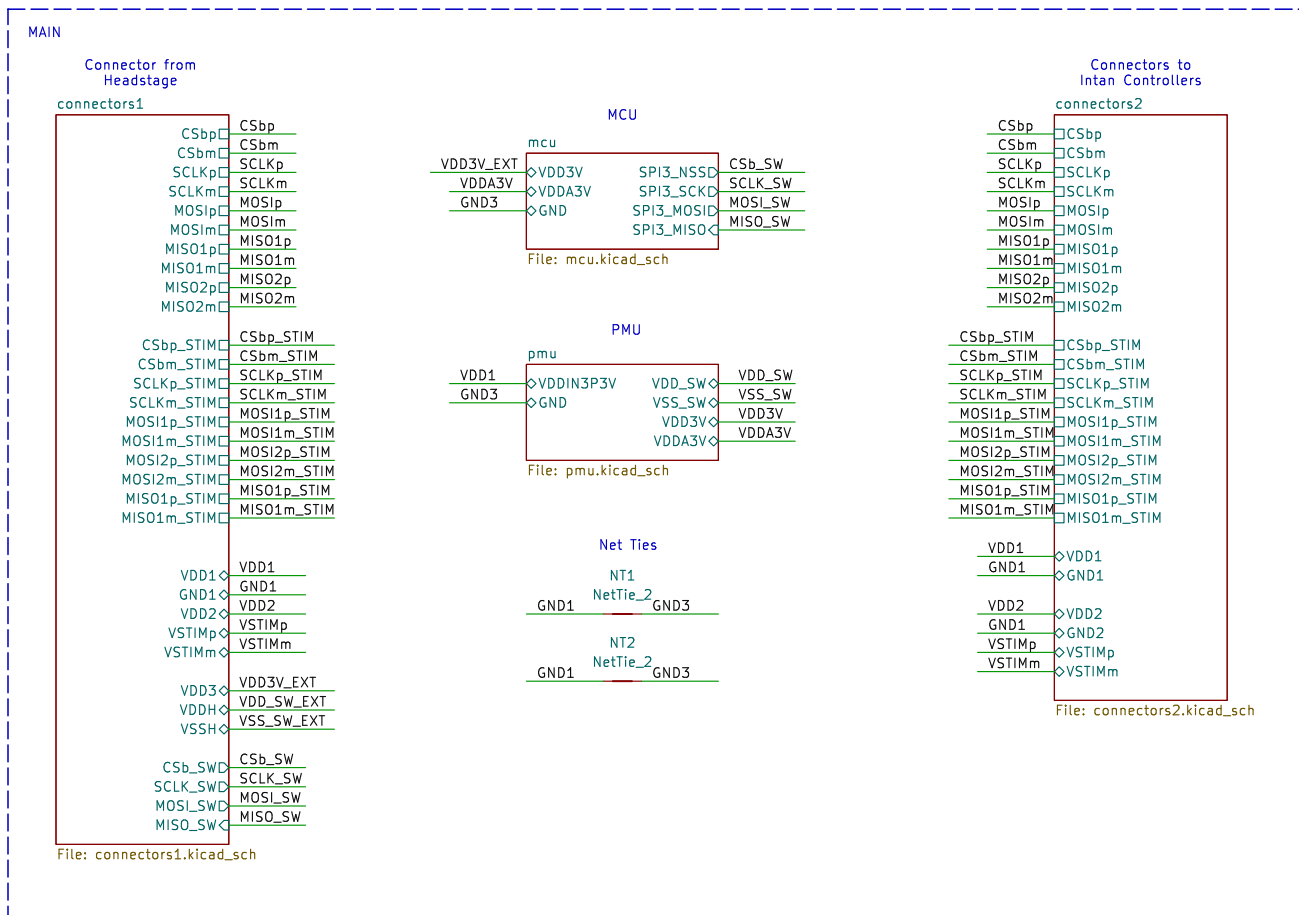 MAIN
Connector from
Headstage
connectors1
CSbp CSbp
CSbm CSbm
SCLKp SCLKp
SCLKm SCLKm
MOSIp MOSIp
MOSIm MOSIm
MISO1p MISO1p
MISO1m MISO1m
MISO2p MISO2p
MISO2m MISO2m
CSbp_STIM CSbp_STIM
CSbm_STIM CSbm_STIM
SCLKp_STIM SCLKp_STIM
SCLKm_STIM SCLKm_STIM
MOSI1p_STIM MOSI1p_STIM
MOSI1m_STIM MOSI1m_STIM
MOSI2p_STIM MOSI2p_STIM
MOSI2m_STIM MOSI2m_STIM
MISO1p_STIM MISO1p_STIM
MISO1m_STIM MISO1m_STIM
VDD1 VDD1
GND1 GND1
VDD2 VDD2
VSTIMp VSTIMp
VSTIMm VSTIMm
VDD3 VDD3V_EXT
VDDH VDD_SW_EXT
VSSH VSS_SW_EXT
CSb_SW CSb_SW
SCLK_SW SCLK_SW
MOSI_SW MOSI_SW
MISO_SW MISO_SW
File: connectors1.kicad_sch
MCU
mcu
VDD3V_EXT VDD3V SPI3_NSS CSb_SW
VDDA3V VDDA3V SPI3_SCK SCLK_SW
GND3 GND SPI3_MOSI MOSI_SW
SPI3_MISO MISO_SW
File: mcu.kicad_sch
PMU
pmu
VDD1 VDDIN3P3V VDD_SW VDD_SW
GND3 GND VSS_SW VSS_SW
VDD3V VDD3V
VDDA3V VDDA3V
File: pmu.kicad_sch
Net Ties
NT1
NetTie_2
GND1 GND3
NT2
NetTie_2
GND1 GND3
Connectors to
Intan Controllers
connectors2
CSbp CSbp
CSbm CSbm
SCLKp SCLKp
SCLKm SCLKm
MOSIp MOSIp
MOSIm MOSIm
MISO1p MISO1p
MISO1m MISO1m
MISO2p MISO2p
MISO2m MISO2m
CSbp_STIM CSbp_STIM
CSbm_STIM CSbm_STIM
SCLKp_STIM SCLKp_STIM
SCLKm_STIM SCLKm_STIM
MOSI1p_STIM MOSI1p_STIM
MOSI1m_STIM MOSI1m_STIM
MOSI2p_STIM MOSI2p_STIM
MOSI2m_STIM MOSI2m_STIM
MISO1p_STIM MISO1p_STIM
MISO1m_STIM MISO1m_STIM
VDD1 VDD1
GND1 GND1
VDD2 VDD2
GND1 GND2
VSTIMp VSTIMp
VSTIMm VSTIMm
File: connectors2.kicad_sch